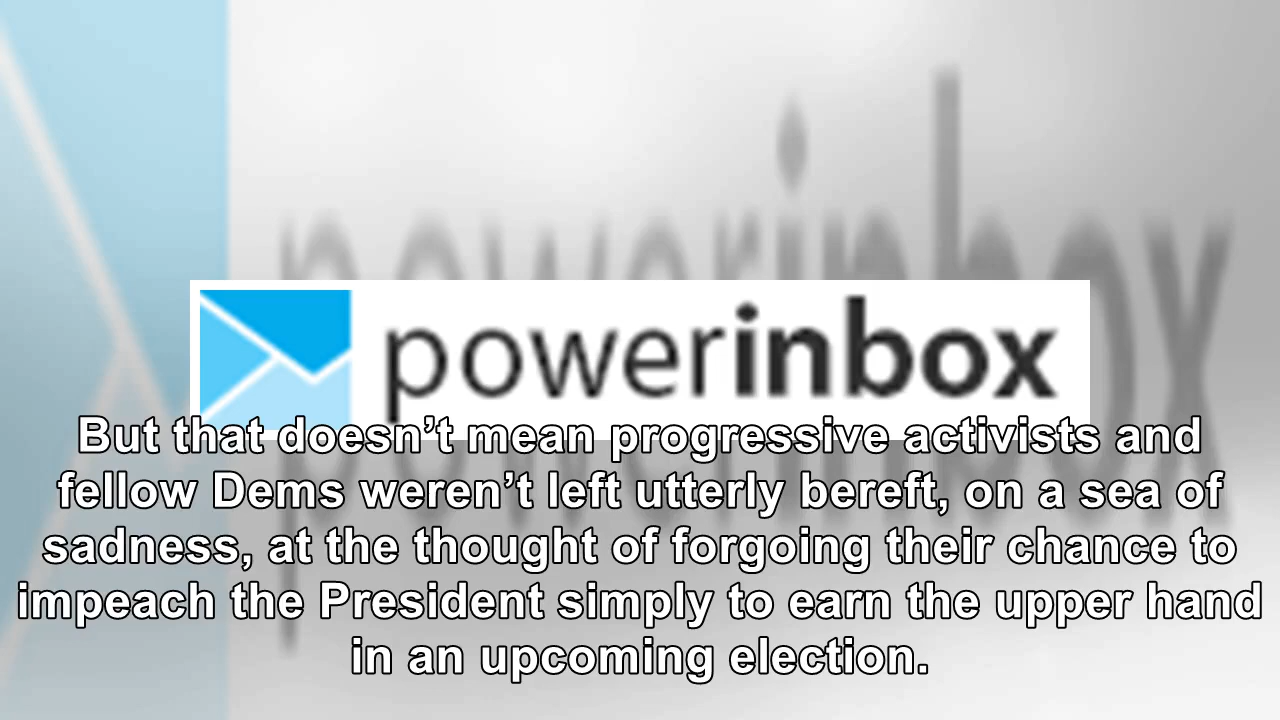 powerinbox
powerinbox
But that doesn’t mean progressive activists and
fellow Dems weren’t left utterly bereft, on a sea of
sadness, at the thought of forgoing their chance to
impeach the President simply to earn the upper hand
in an upcoming election.